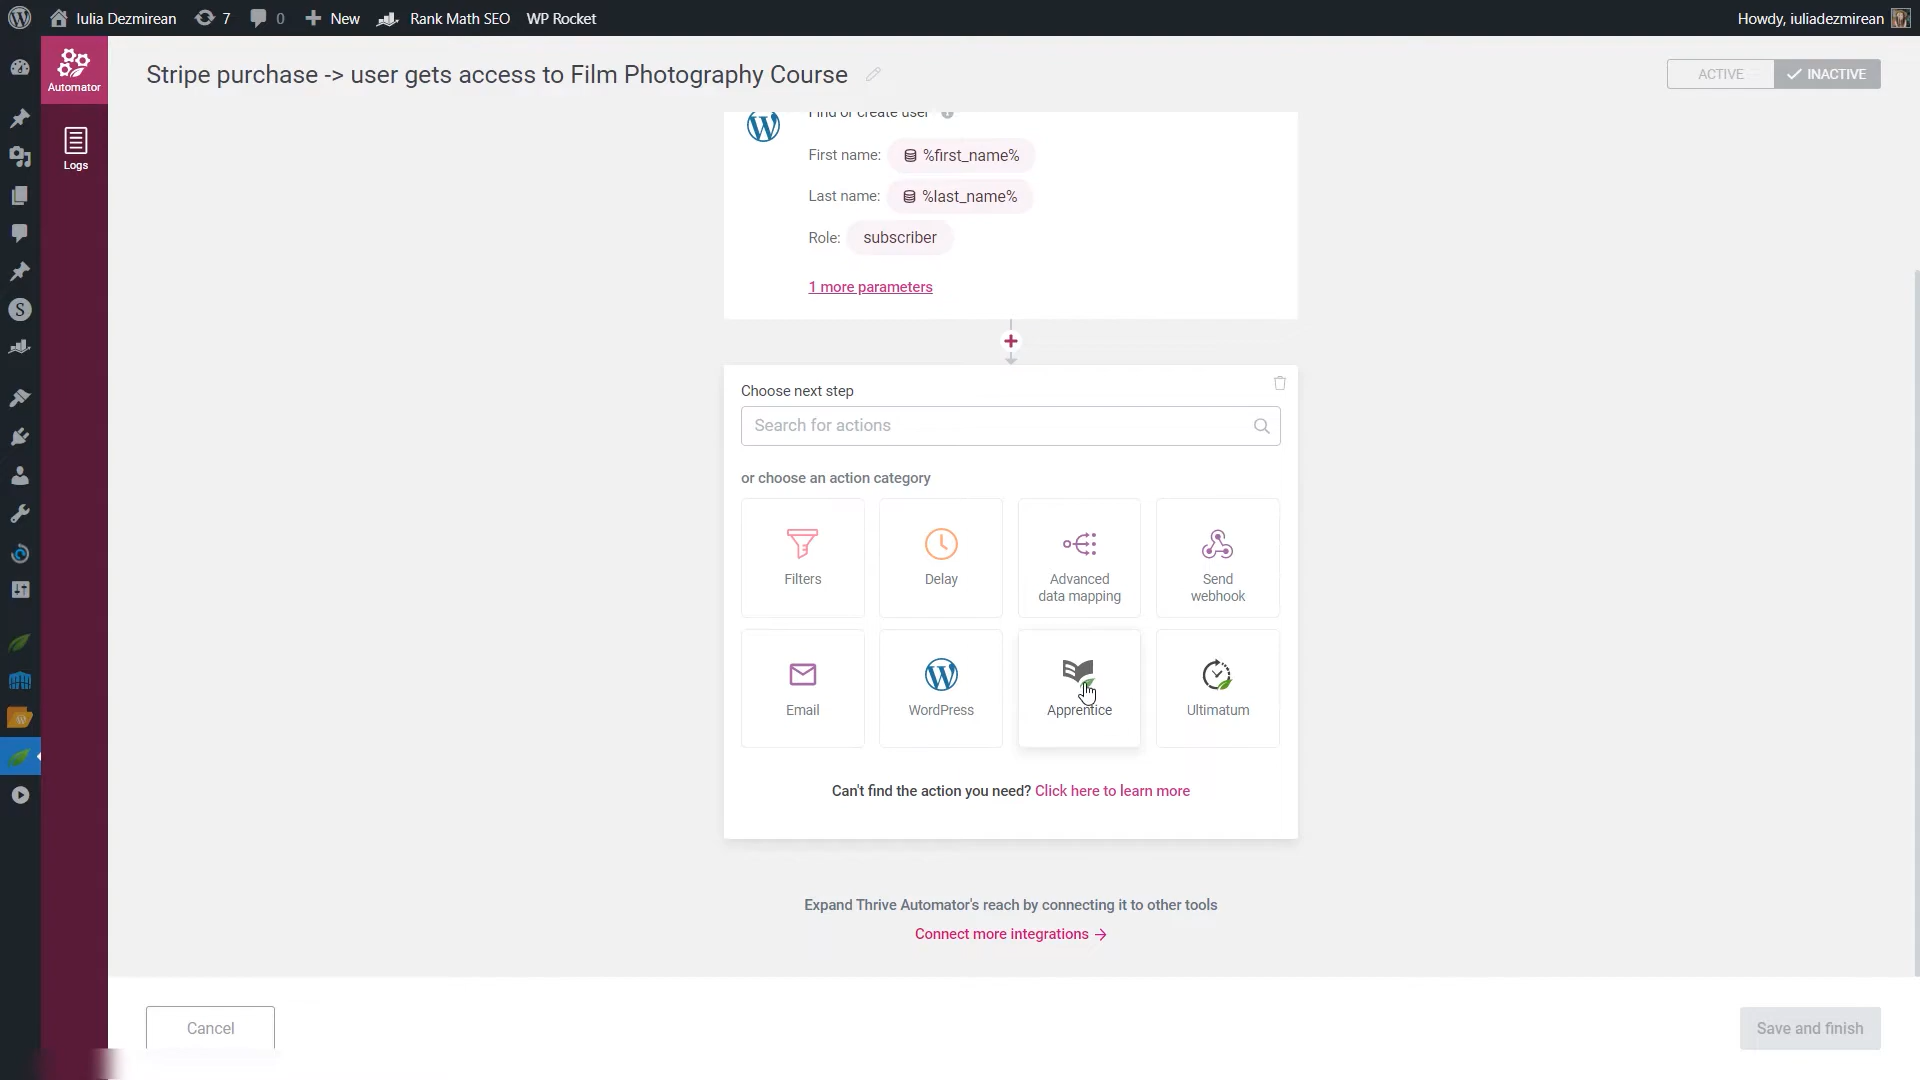 Iulia Dezmirean 7 0 New Rank Math SEO WP Rocket Howdy, iuliadezmirean
Automator
Stripe purchase -> user gets access to Film Photography Course
ACTIVE INACTIVE
Logs
Find or create user
First name: %first_name%
Last name: %last_name%
Role: subscriber
1 more parameters
Choose next step
Search for actions
or choose an action category
Filters
Delay
Advanced
data mapping
Send
webhook
Email
WordPress
Apprentice
Ultimatum
Can't find the action you need? Click here to learn more
Expand Thrive Automator's reach by connecting it to other tools
Connect more integrations →
Cancel
Save and finish